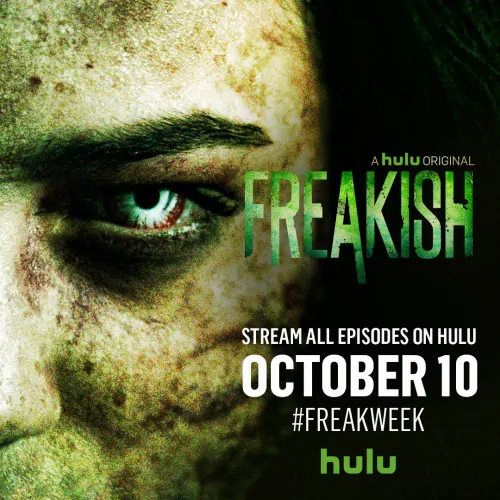 A hulu ORIGINAL
FREAKISH
STREAM ALL EPISODES ON HULU
OCTOBER 10
#FREAKWEEK
hulu